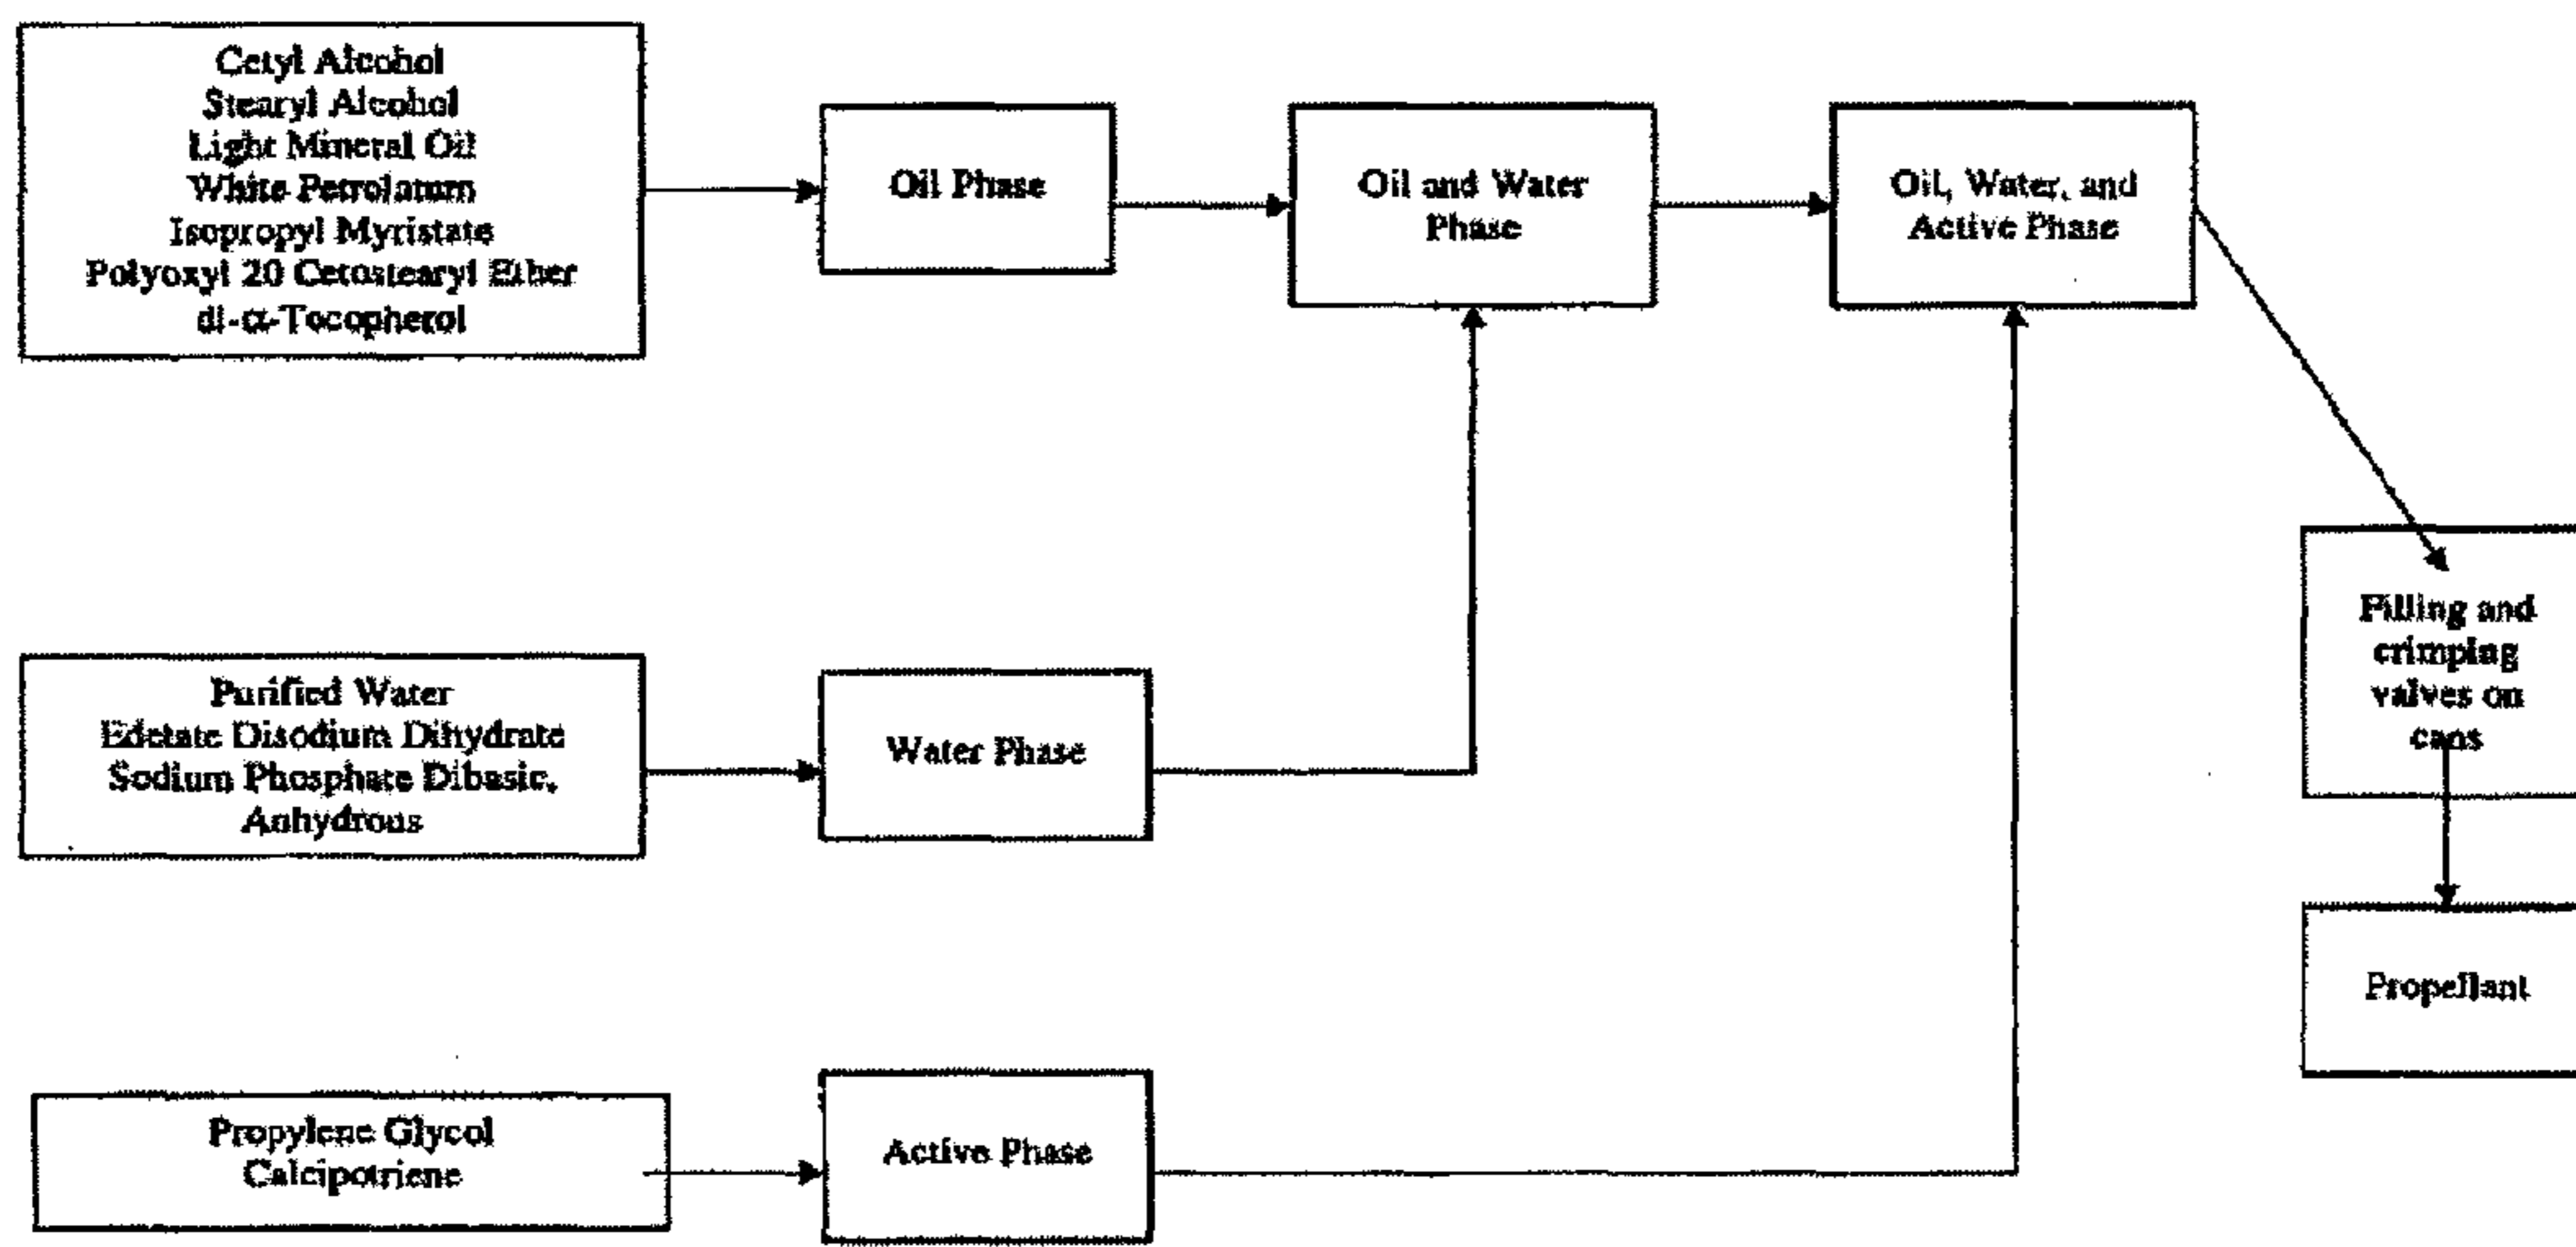 Cetyl Alcohol
Stearyl Alcohol
Light Mineral Oil
White Petrolatum
Isopropyl Myristate
Polyoxyl 20 Cetostearyl Ether
dl-α-Tocopherol
Oil Phase
Oil and Water
Phase
Oil, Water, and
Active Phase
Filling and
crimping
valves on
cans
Purified Water
Edetate Disodium Dihydrate
Sodium Phosphate Dibasic,
Anhydrous
Water Phase
Propellant
Propylene Glycol
Calcipotriene
Active Phase